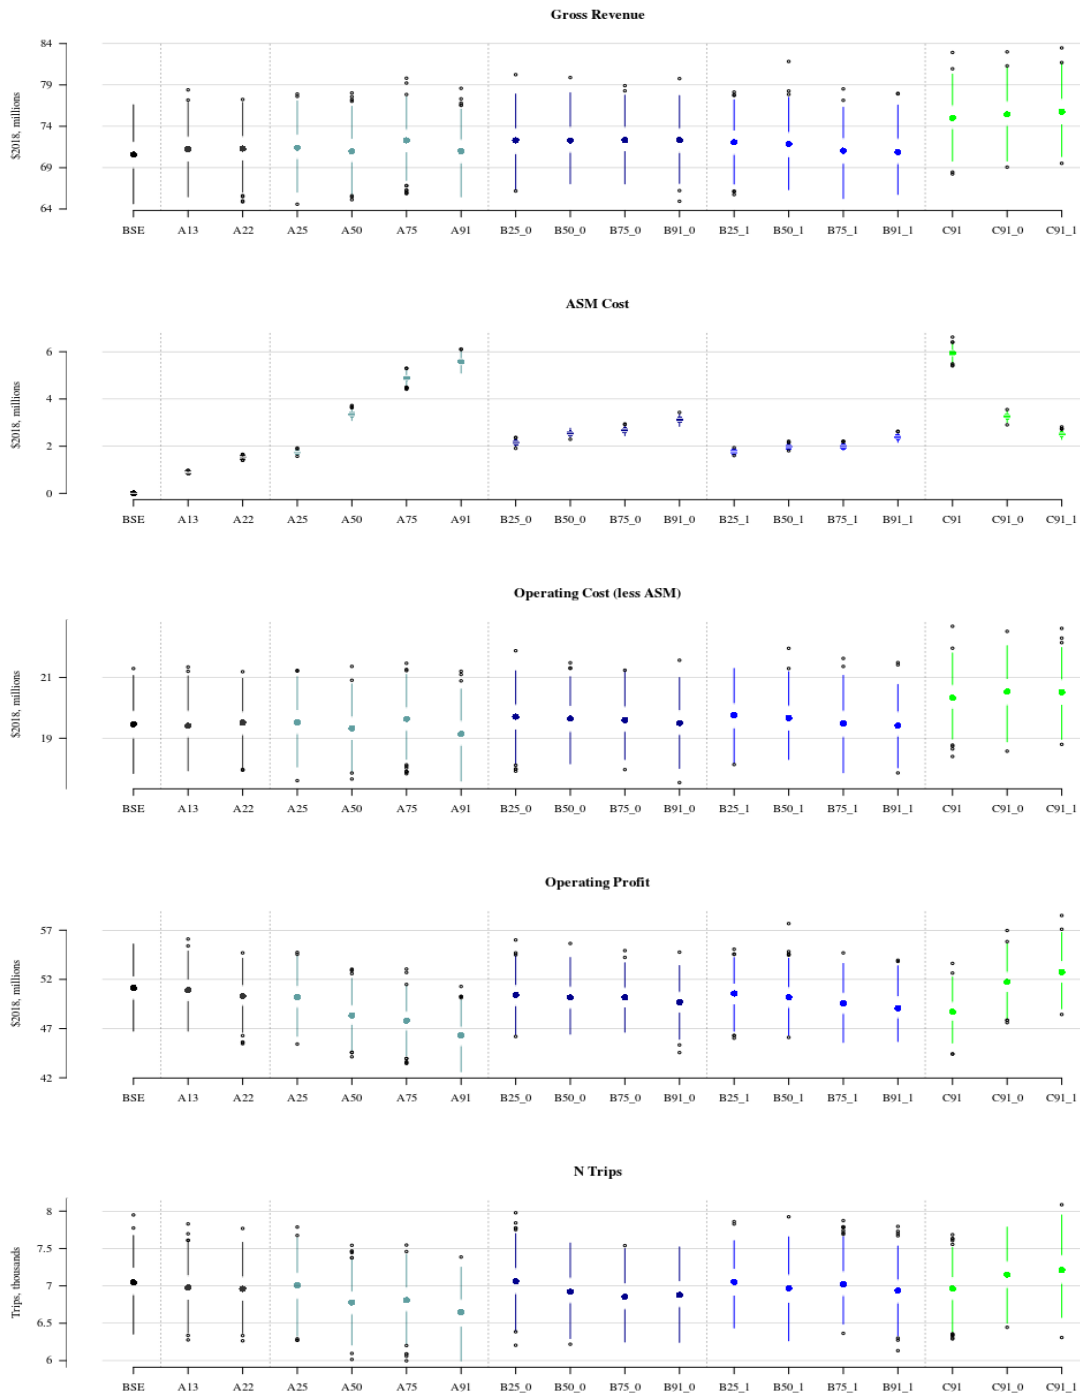 Gross Revenue
$2018, millions
84
79
74
69
64
BSE A13 A22 A25 A50 A75 A91 B25_0 B50_0 B75_0 B91_0 B25_1 B50_1 B75_1 B91_1 C91 C91_0 C91_1
ASM Cost
$2018, millions
6
4
2
0
BSE A13 A22 A25 A50 A75 A91 B25_0 B50_0 B75_0 B91_0 B25_1 B50_1 B75_1 B91_1 C91 C91_0 C91_1
Operating Cost (less ASM)
$2018, millions
21
19
BSE A13 A22 A25 A50 A75 A91 B25_0 B50_0 B75_0 B91_0 B25_1 B50_1 B75_1 B91_1 C91 C91_0 C91_1
Operating Profit
$2018, millions
57
52
47
42
BSE A13 A22 A25 A50 A75 A91 B25_0 B50_0 B75_0 B91_0 B25_1 B50_1 B75_1 B91_1 C91 C91_0 C91_1
N Trips
Trips, thousands
8
7.5
7
6.5
6
BSE A13 A22 A25 A50 A75 A91 B25_0 B50_0 B75_0 B91_0 B25_1 B50_1 B75_1 B91_1 C91 C91_0 C91_1